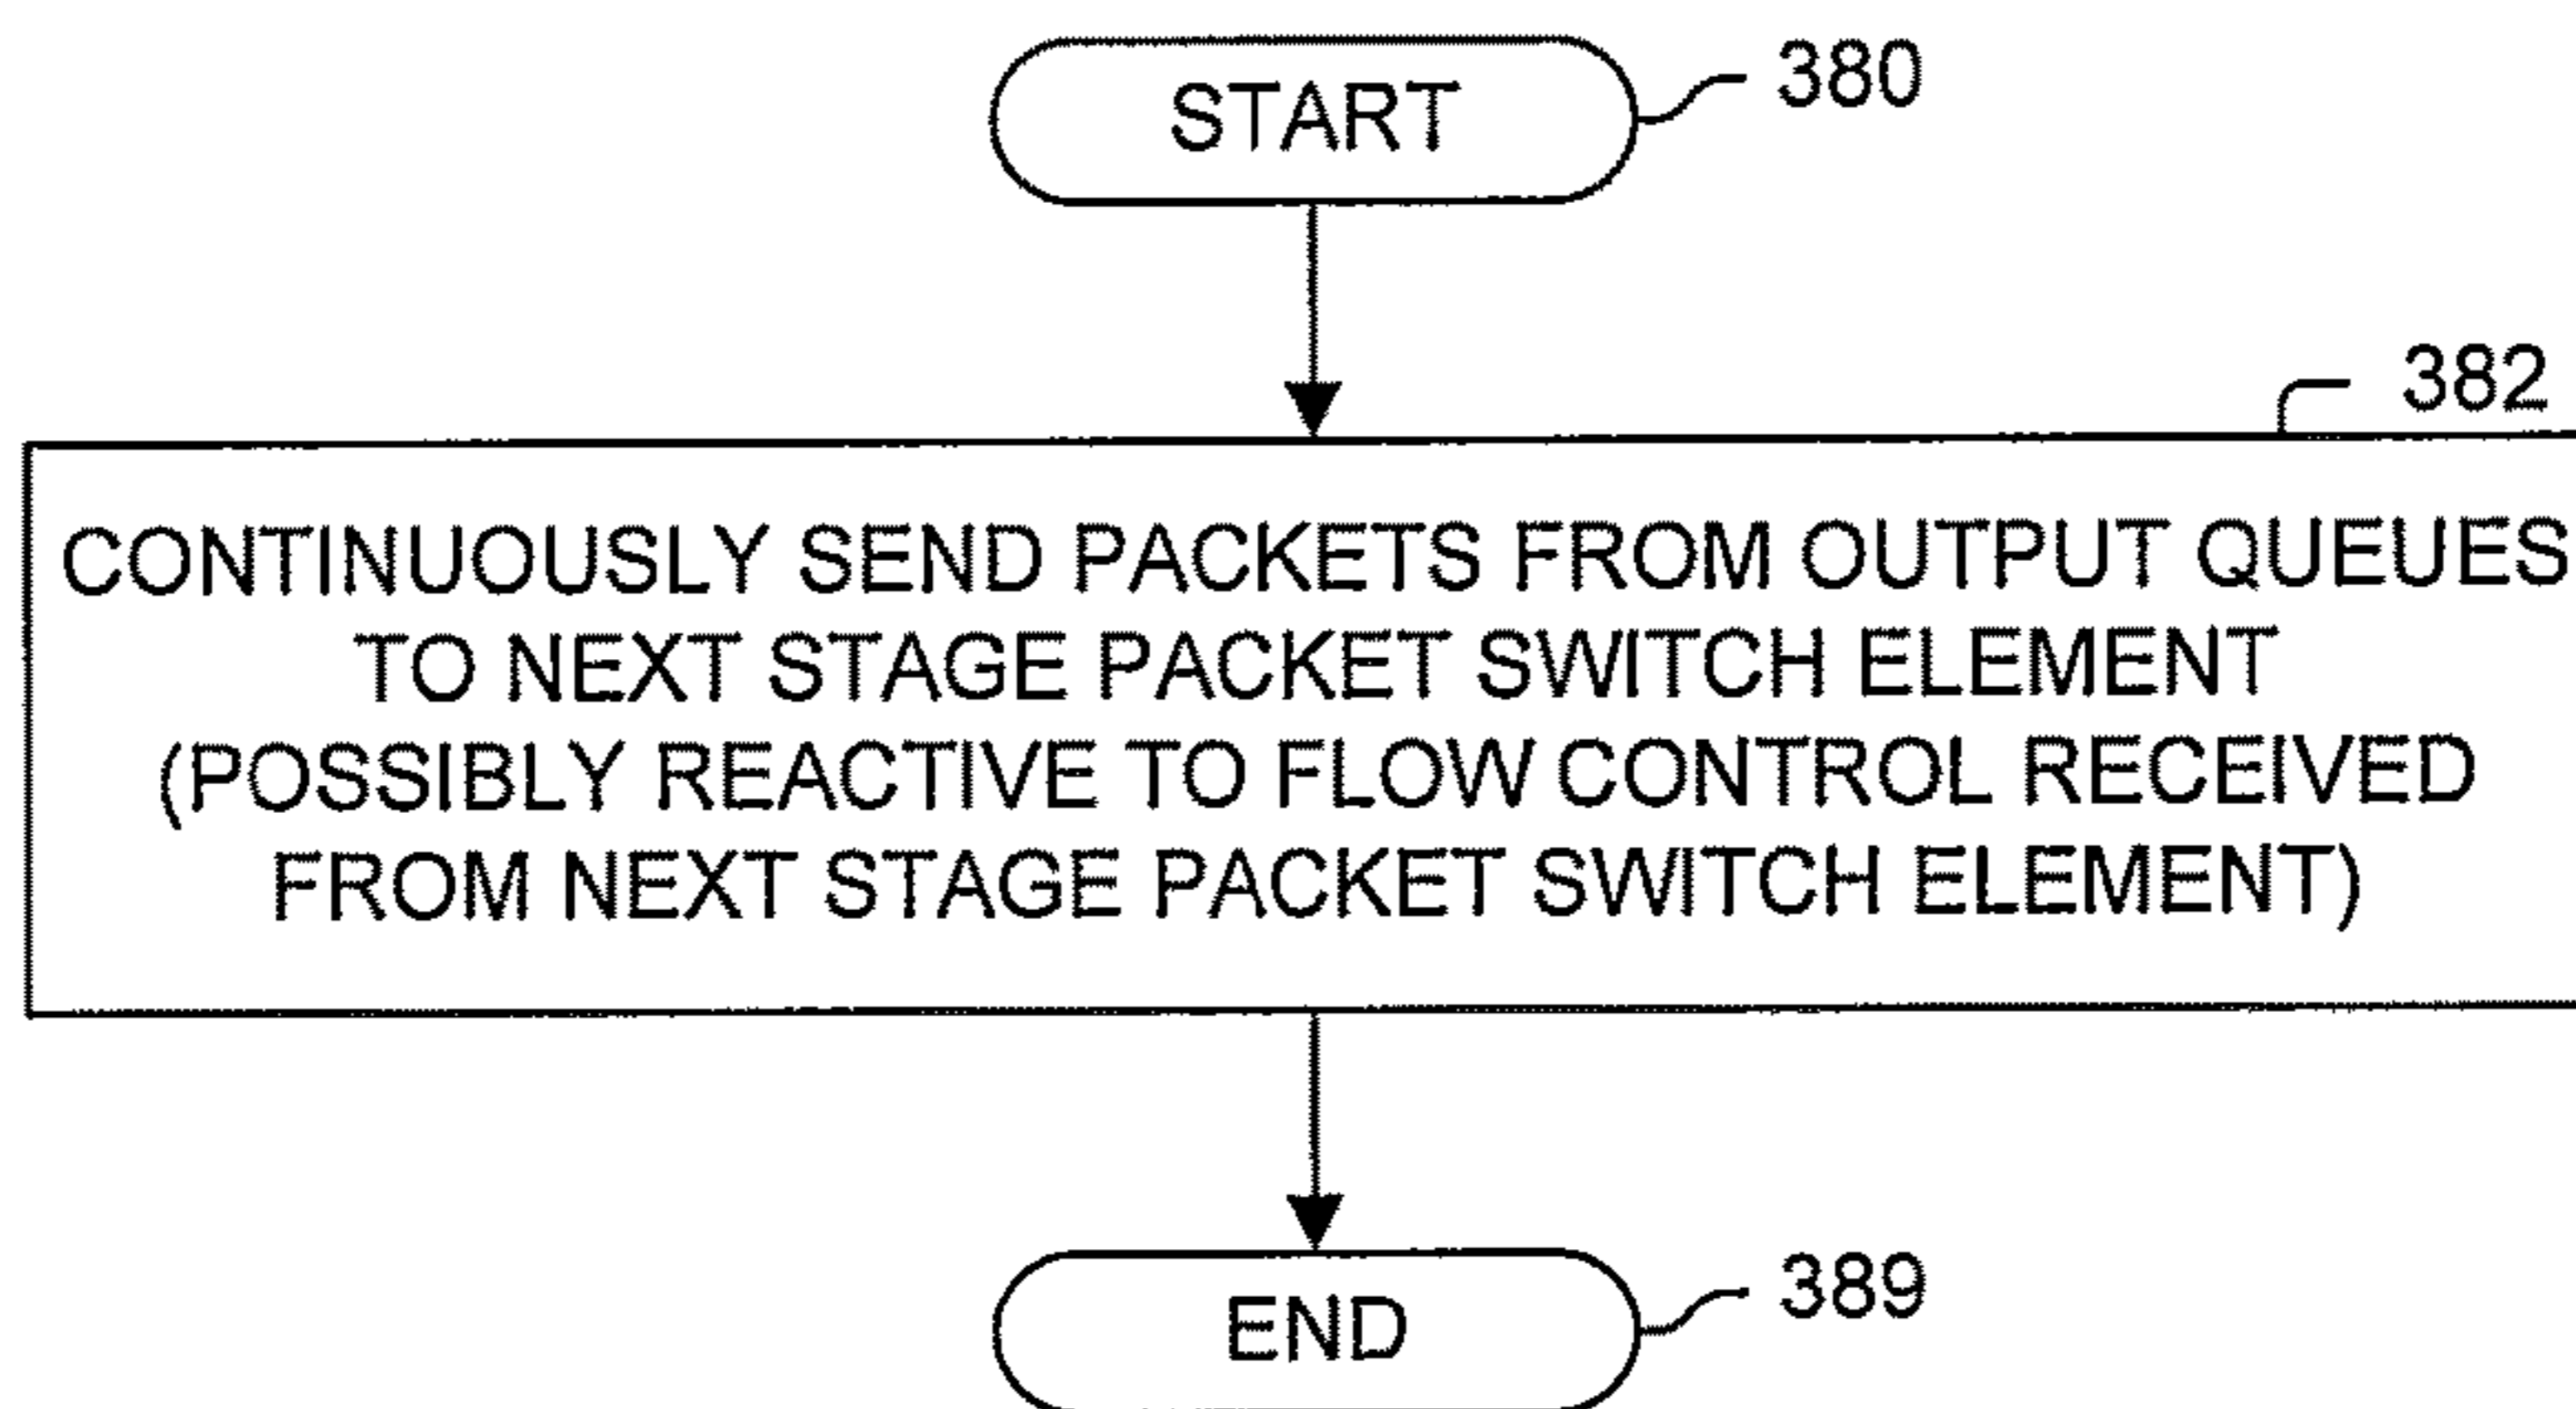 START
380
382
CONTINUOUSLY SEND PACKETS FROM OUTPUT QUEUES
TO NEXT STAGE PACKET SWITCH ELEMENT
(POSSIBLY REACTIVE TO FLOW CONTROL RECEIVED
FROM NEXT STAGE PACKET SWITCH ELEMENT)
END
389